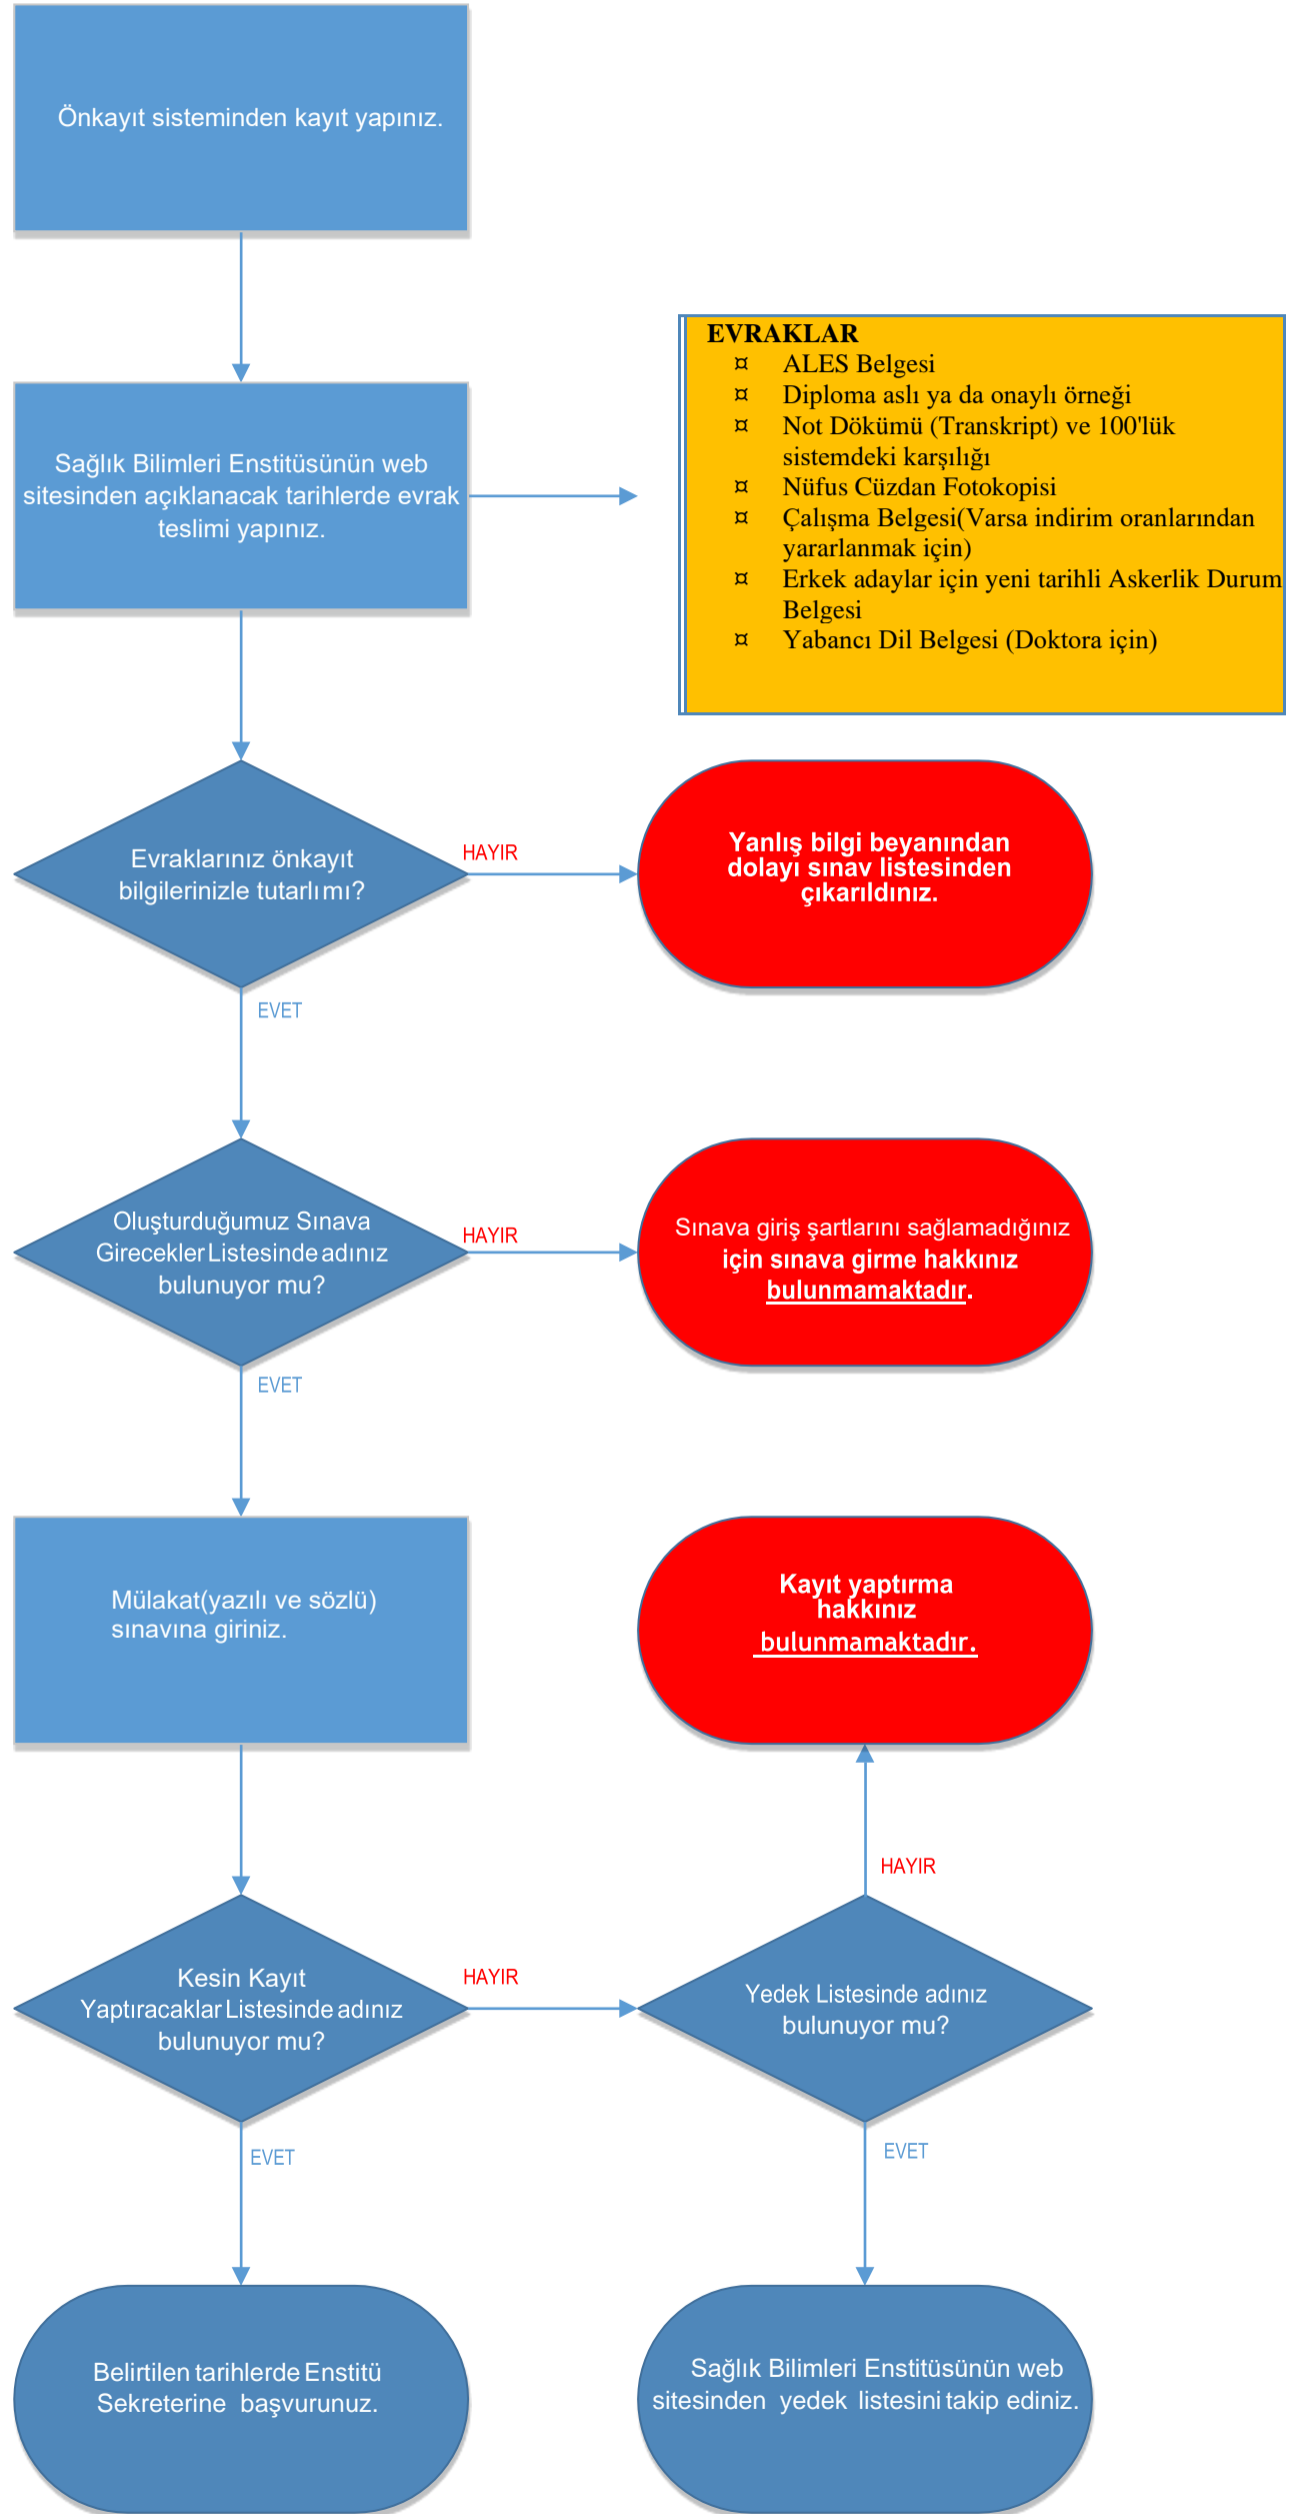 Önkayıt sisteminden kayıt yapınız.
EVRAKLAR
¤ ALES Belgesi
¤ Diploma aslı ya da onaylı örneği
¤ Not Dökümü (Transkript) ve 100'lük
sistemdeki karşılığı
¤ Nüfus Cüzdan Fotokopisi
¤ Çalışma Belgesi(Varsa indirim oranlarından
yararlanmak için)
¤ Erkek adaylar için yeni tarihli Askerlik Durum
Belgesi
¤ Yabancı Dil Belgesi (Doktora için)
Sağlık Bilimleri Enstitüsünün web
sitesinden açıklanacak tarihlerde evrak
teslimi yapınız.
Evraklarınız önkayıt
bilgilerinizle tutarlı mı?
HAYIR
Yanlış bilgi beyanından
dolayı sınav listesinden
çıkarıldınız.
EVET
Oluşturduğumuz Sınava
Girecekler Listesinde adınız
bulunuyor mu?
HAYIR
Sınava giriş şartlarını sağlamadığınız
için sınava girme hakkınız
bulunmamaktadır.
EVET
Mülakat(yazılı ve sözlü)
sınavına giriniz.
Kayıt yaptırma
hakkınız
bulunmamaktadır.
HAYIR
Kesin Kayıt
Yaptıracaklar Listesinde adınız
bulunuyor mu?
HAYIR
Yedek Listesinde adınız
bulunuyor mu?
EVET
EVET
Belirtilen tarihlerde Enstitü
Sekreterine başvurunuz.
Sağlık Bilimleri Enstitüsünün web
sitesinden yedek listesini takip ediniz.